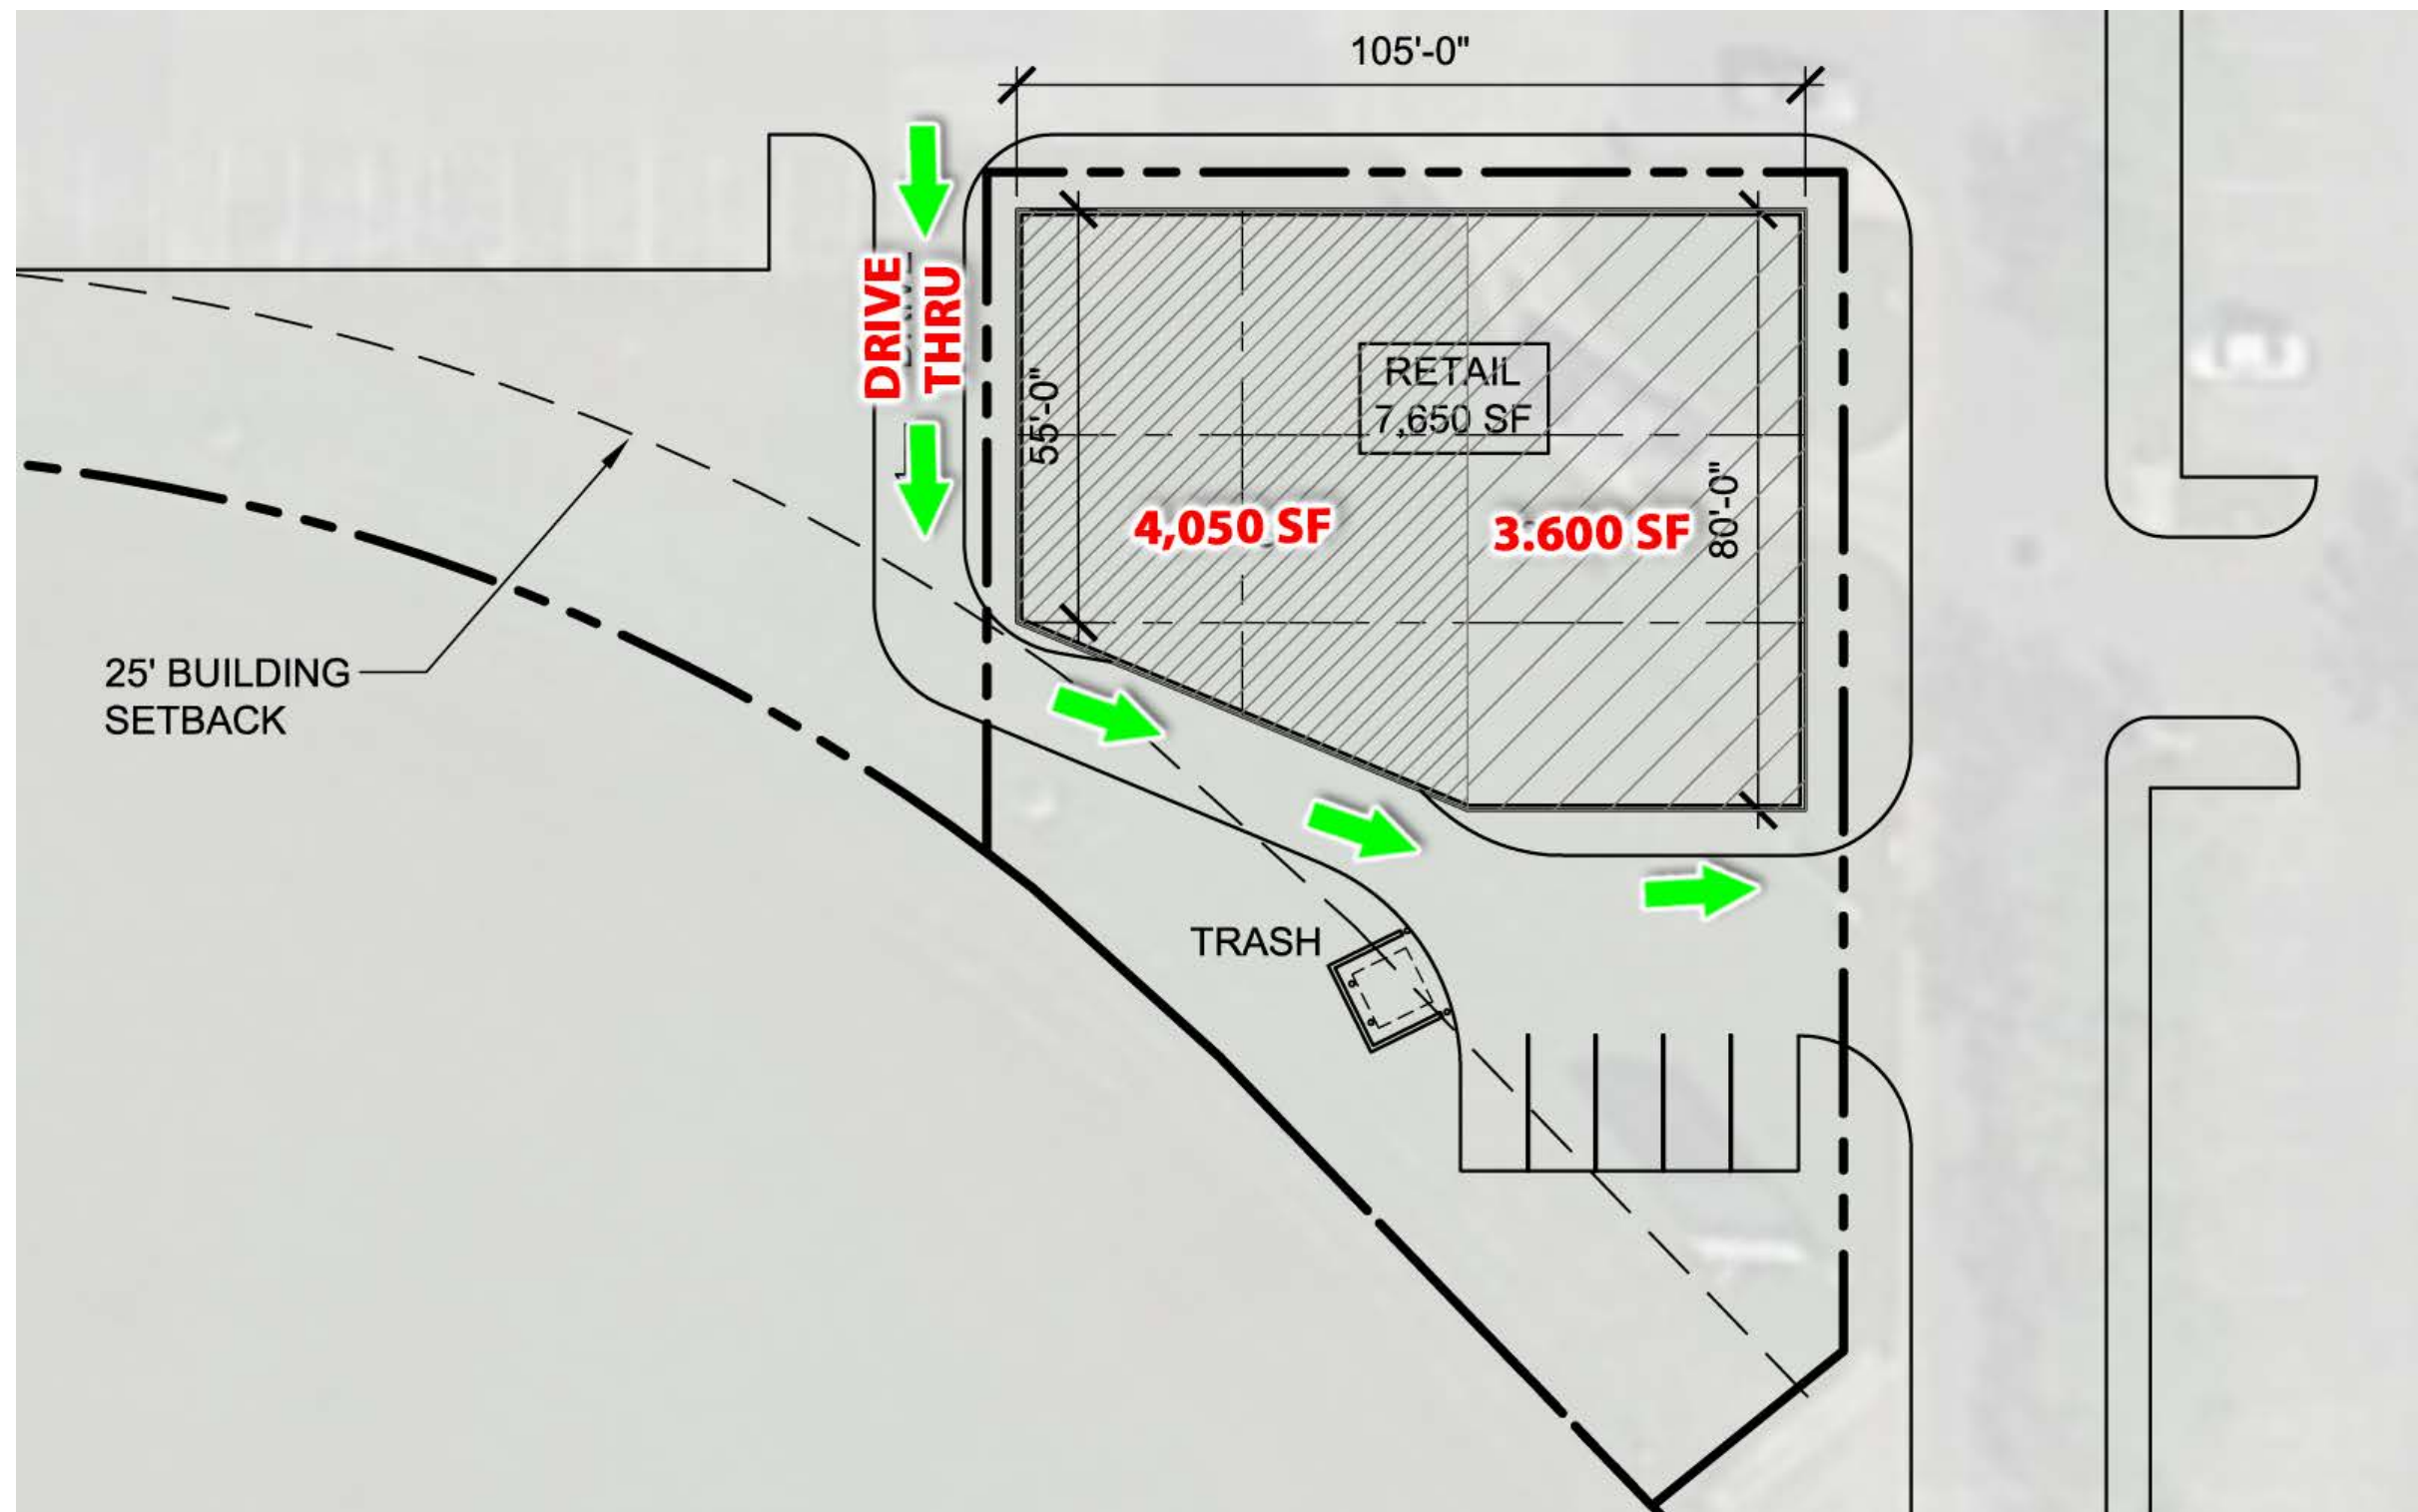 105'-0"
DRIVE
THRU
55'-0"
RETAIL
7,650 SF
80'-0"
4,050 SF
3.600 SF
25' BUILDING
SETBACK
TRASH